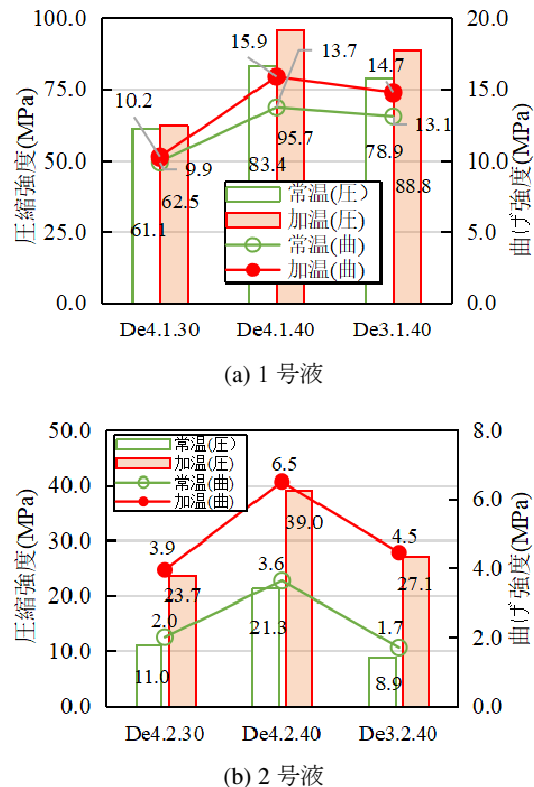 100.0
75.0
50.0
25.0
0.0
圧縮強度(MPa)
20.0
15.0
10.0
5.0
0.0
曲げ強度(MPa)
15.9
13.7
14.7
10.2
9.9
13.1
62.5
61.1
95.7
83.4
78.9
88.8
常温(圧)
加温(圧)
常温(曲)
加温(曲)
De4.1.30
De4.1.40
De3.1.40
(a) 1 号液
50.0
40.0
30.0
20.0
10.0
0.0
圧縮強度(MPa)
8.0
6.0
4.0
2.0
0.0
曲げ強度(MPa)
常温(圧)
加温(圧)
常温(曲)
加温(曲)
6.5
3.9
4.5
39.0
3.6
23.7
27.1
2.0
21.3
1.7
11.0
8.9
De4.2.30
De4.2.40
De3.2.40
(b) 2 号液